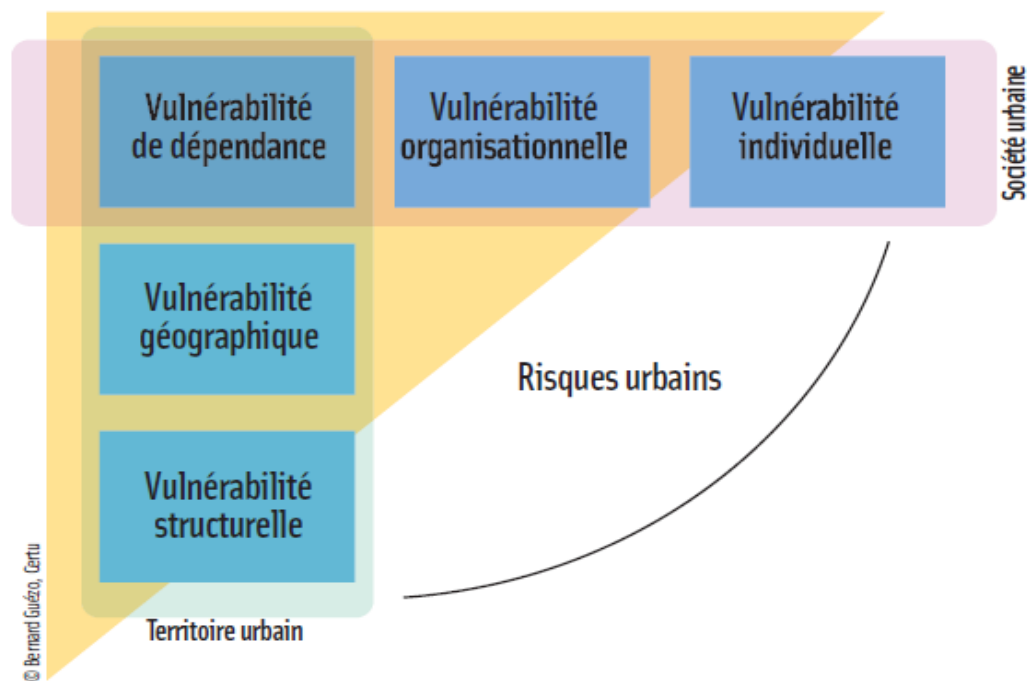 Vulnérabilité
de dépendance
Vulnérabilité
organisationnelle
Vulnérabilité
individuelle
Société urbaine
Vulnérabilité
géographique
Risques urbains
Vulnérabilité
structurelle
Territoire urbain
© Bernard Guézo, Certu